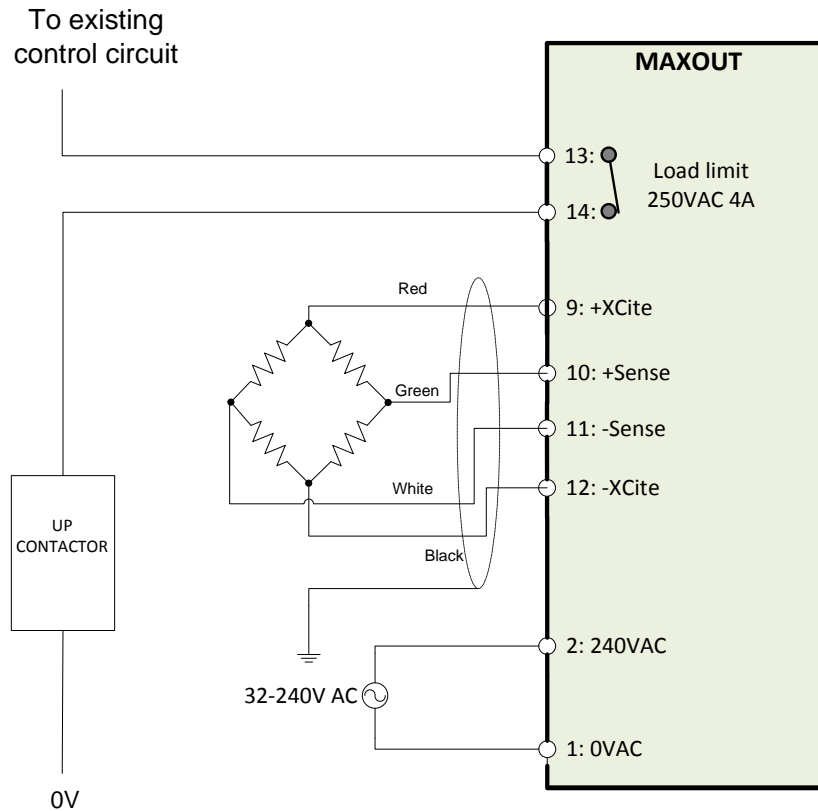 To existing
control circuit
MAXOUT
13:
Load limit
250VAC 4A
14:
Red
9: +XCite
10: +Sense
Green
11: -Sense
White
12: -XCite
Black
UP
CONTACTOR
2: 240VAC
32-240V AC
1: 0VAC
0V